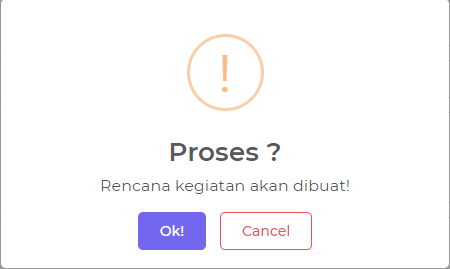 !
Proses ?
Rencana kegiatan akan dibuat!
Ok!
Cancel